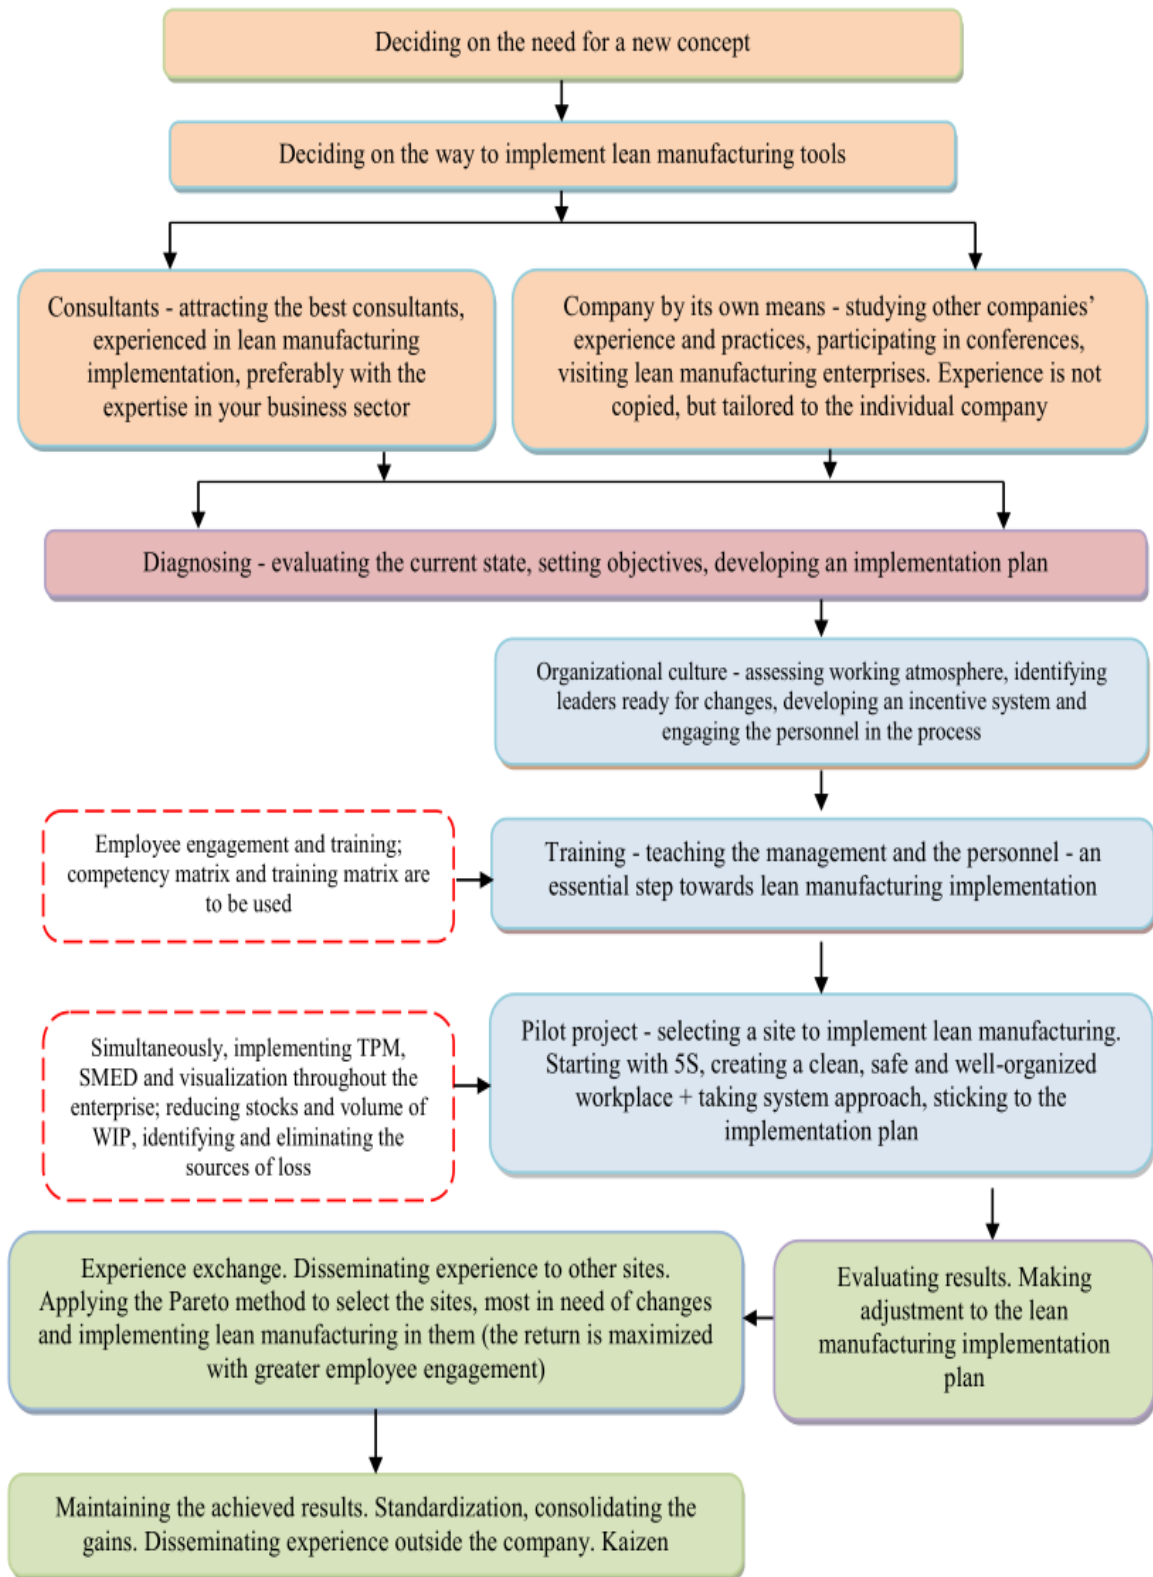 Deciding on the need for a new concept
Deciding on the way to implement lean manufacturing tools
Consultants - attracting the best consultants,
experienced in lean manufacturing
implementation, preferably with the
expertise in your business sector
Company by its own means - studying other companies’
experience and practices, participating in conferences,
visiting lean manufacturing enterprises. Experience is not
copied, but tailored to the individual company
Diagnosing - evaluating the current state, setting objectives, developing an implementation plan
Organizational culture - assessing working atmosphere, identifying
leaders ready for changes, developing an incentive system and
engaging the personnel in the process
Employee engagement and training;
competency matrix and training matrix are
to be used
Training - teaching the management and the personnel - an
essential step towards lean manufacturing implementation
Simultaneously, implementing TPM,
SMED and visualization throughout the
enterprise; reducing stocks and volume of
WIP, identifying and eliminating the
sources of loss
Pilot project - selecting a site to implement lean manufacturing.
Starting with 5S, creating a clean, safe and well-organized
workplace + taking system approach, sticking to the
implementation plan
Evaluating results. Making
adjustment to the lean
manufacturing implementation
plan
Experience exchange. Disseminating experience to other sites.
Applying the Pareto method to select the sites, most in need of changes
and implementing lean manufacturing in them (the return is maximized
with greater employee engagement)
Maintaining the achieved results. Standardization, consolidating the
gains. Disseminating experience outside the company. Kaizen